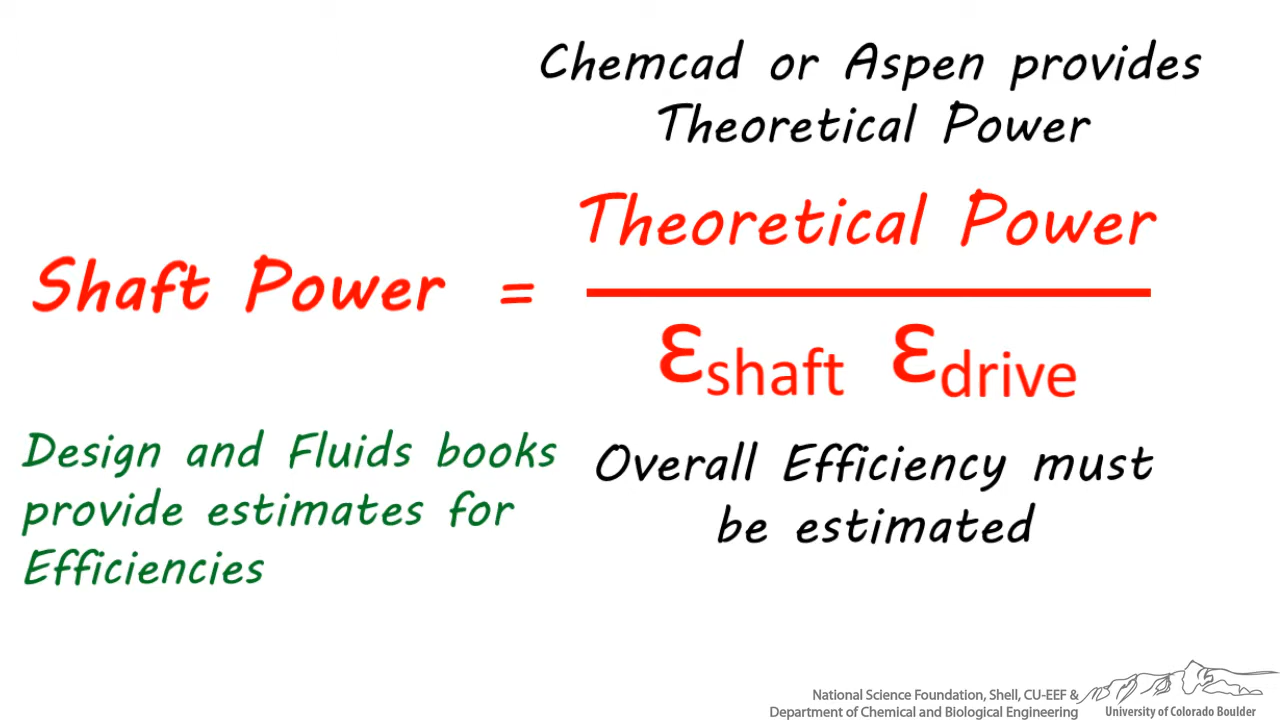 Chemcad or Aspen provides
Theoretical Power
Shaft Power = Theoretical Power
εshaft εdrive
Design and Fluids books
provide estimates for
Efficiencies
Overall Efficiency must
be estimated
National Science Foundation, Shell, CU-EEF &
Department of Chemical and Biological Engineering
University of Colorado Boulder